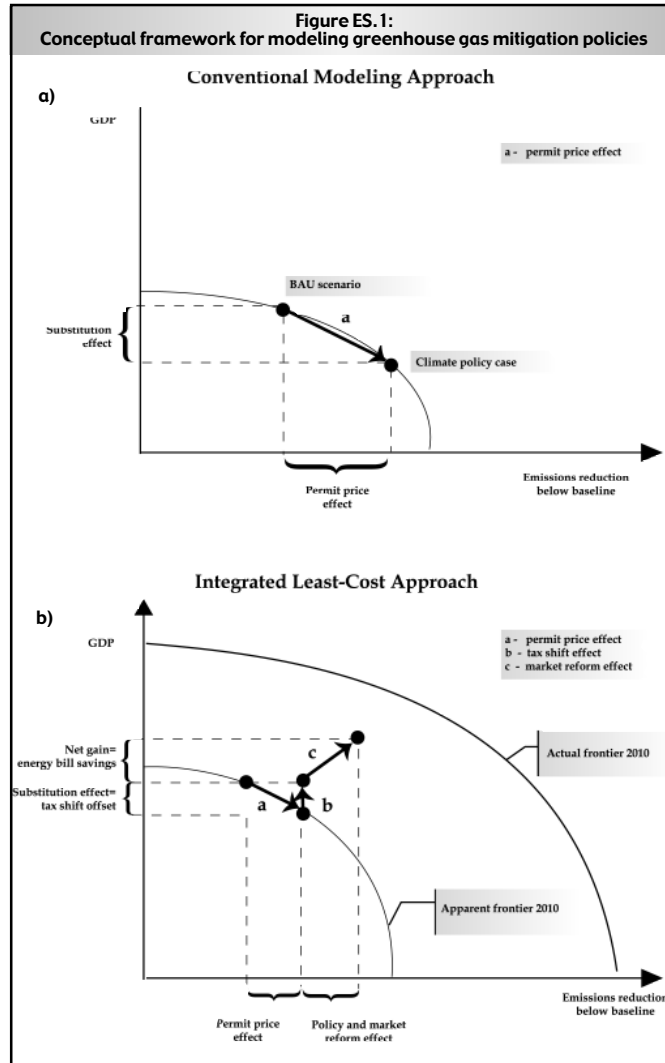 Figure ES.1:
Conceptual framework for modeling greenhouse gas mitigation policies
Conventional Modeling Approach
a)
GDP
a - permit price effect
BAU scenario
a
Substitution
effect
Climate policy case
Emissions reduction
below baseline
Permit price
effect
Integrated Least-Cost Approach
b)
GDP
a - permit price effect
b - tax shift effect
c - market reform effect
Net gain=
energy bill savings
c
Actual frontier 2010
Substitution effect=
tax shift offset
a
b
Apparent frontier 2010
Emissions reduction
below baseline
Permit price
effect
Policy and market
reform effect